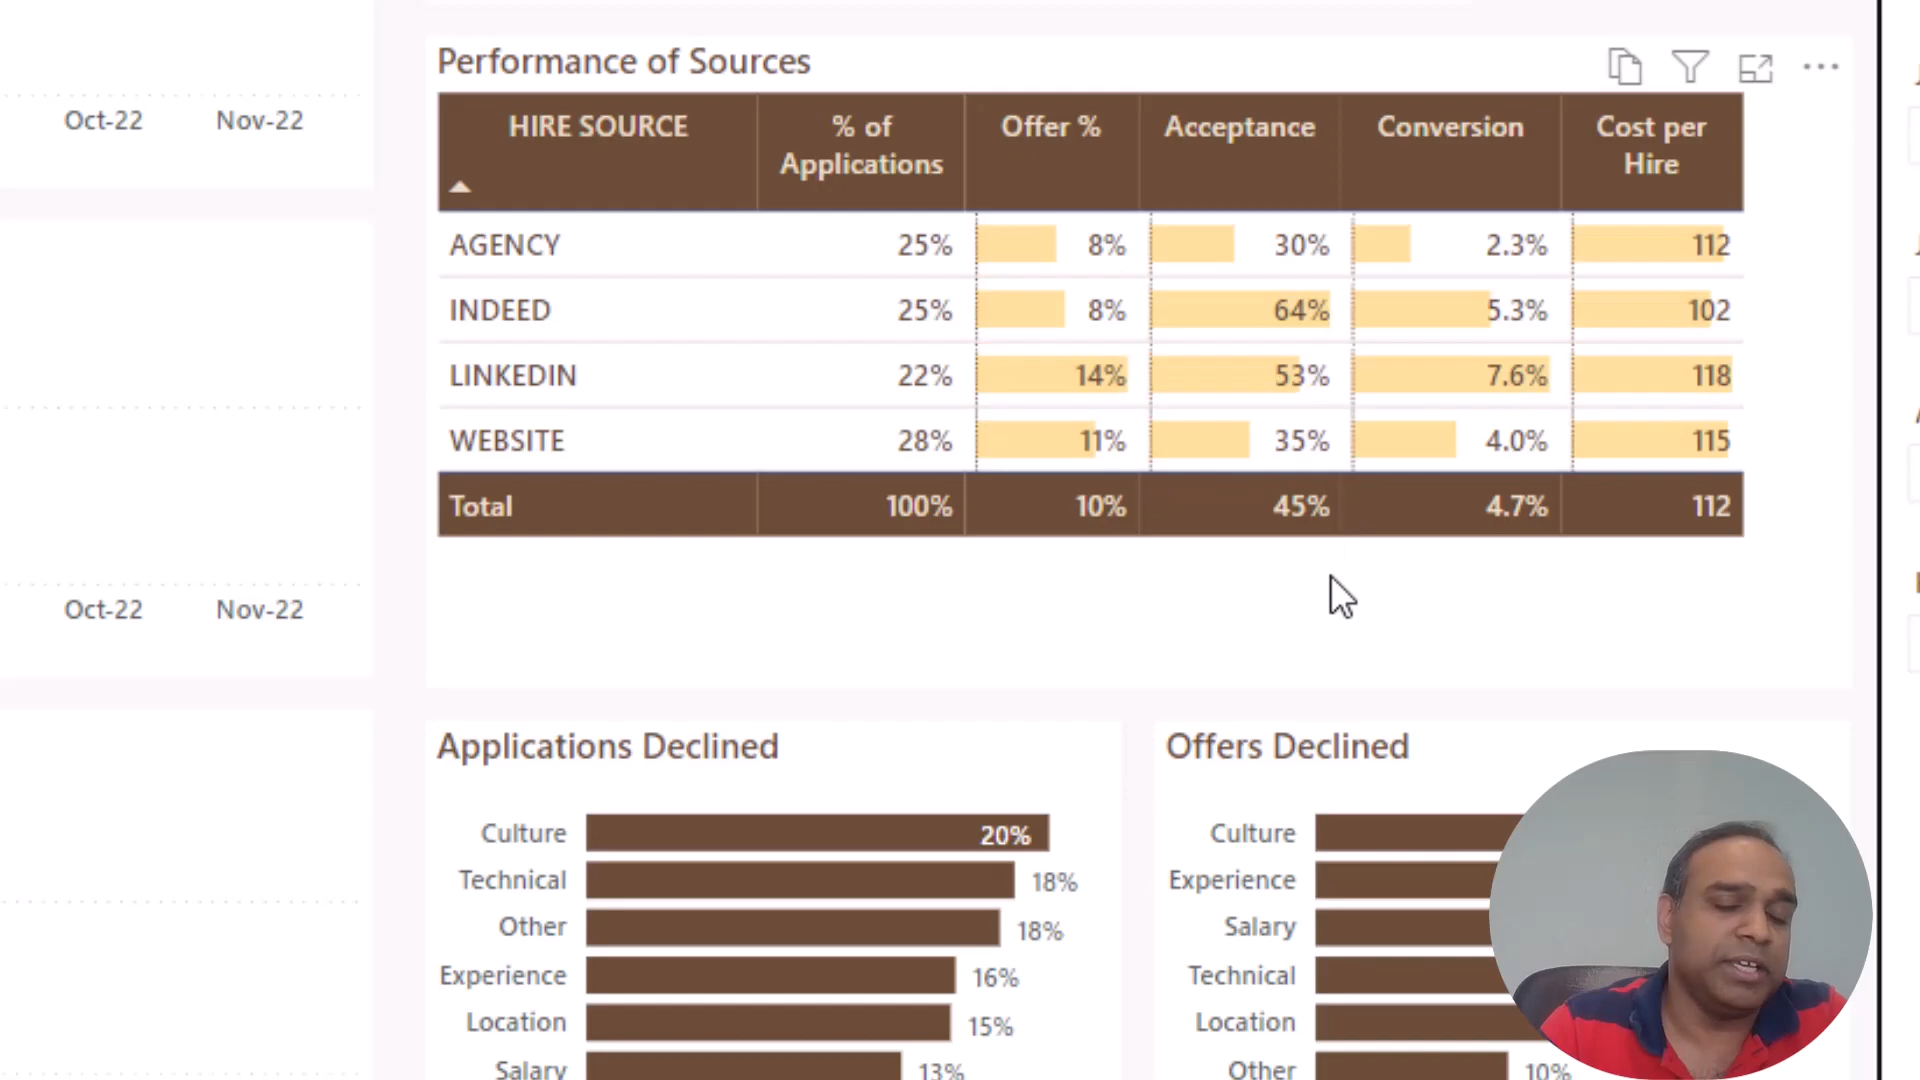 Performance of Sources
HIRE SOURCE % of Applications Offer % Acceptance Conversion Cost per Hire
AGENCY 25% 8% 30% 2.3% 112
INDEED 25% 8% 64% 5.3% 102
LINKEDIN 22% 14% 53% 7.6% 118
WEBSITE 28% 11% 35% 4.0% 115
Total 100% 10% 45% 4.7% 112
Oct-22 Nov-22
Oct-22 Nov-22
Applications Declined
Culture 20%
Technical 18%
Other 18%
Experience 16%
Location 15%
Salary 13%
Offers Declined
Culture
Experience
Salary
Technical
Location
Other 10%